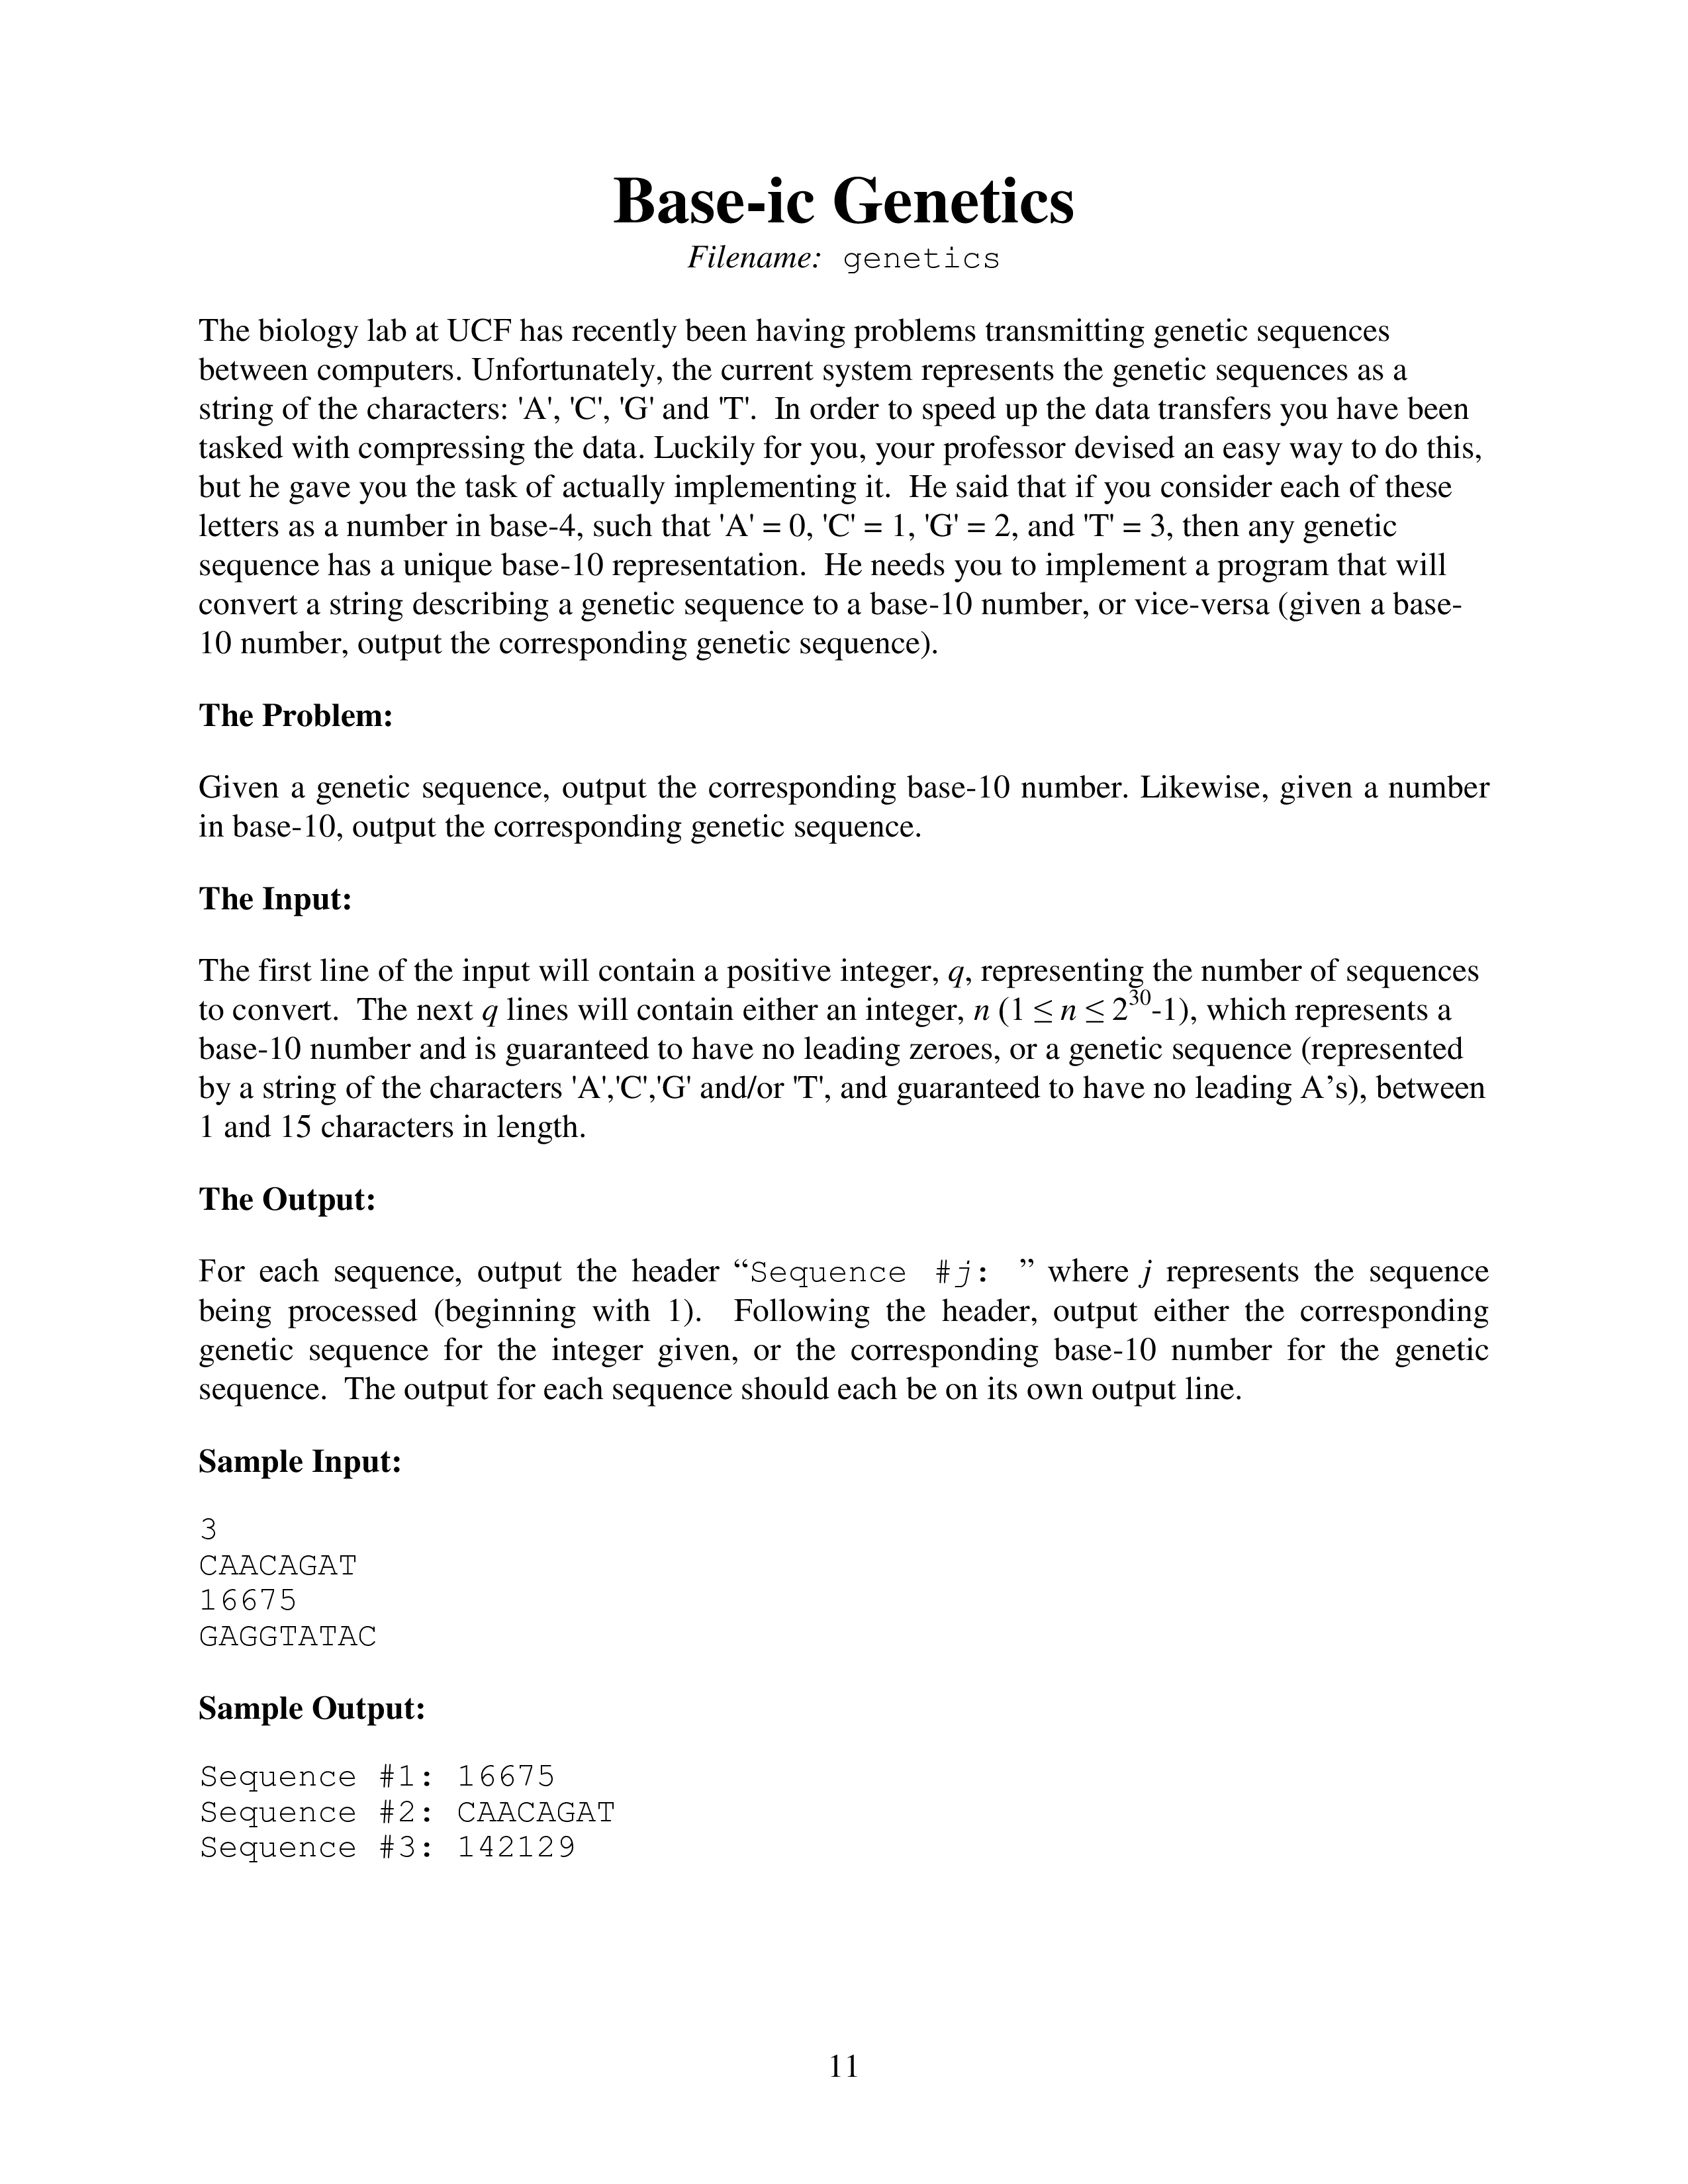 Base-ic Genetics
Filename: genetics
The biology lab at UCF has recently been having problems transmitting genetic sequences
between computers. Unfortunately, the current system represents the genetic sequences as a
string of the characters: 'A', 'C', 'G' and 'T'.  In order to speed up the data transfers you have been
tasked with compressing the data. Luckily for you, your professor devised an easy way to do this,
but he gave you the task of actually implementing it.  He said that if you consider each of these
letters as a number in base-4, such that 'A' = 0, 'C' = 1, 'G' = 2, and 'T' = 3, then any genetic
sequence has a unique base-10 representation.  He needs you to implement a program that will
convert a string describing a genetic sequence to a base-10 number, or vice-versa (given a base-
10 number, output the corresponding genetic sequence).
The Problem:
Given a genetic sequence, output the corresponding base-10 number. Likewise, given a number
in base-10, output the corresponding genetic sequence.
The Input:
The first line of the input will contain a positive integer, q, representing the number of sequences
to convert.  The next q lines will contain either an integer, n (1 ≤ n ≤ 2^30-1), which represents a
base-10 number and is guaranteed to have no leading zeroes, or a genetic sequence (represented
by a string of the characters 'A','C','G' and/or 'T', and guaranteed to have no leading A’s), between
1 and 15 characters in length.
The Output:
For each sequence, output the header “Sequence #j: ” where j represents the sequence
being processed (beginning with 1).  Following the header, output either the corresponding
genetic sequence for the integer given, or the corresponding base-10 number for the genetic
sequence.  The output for each sequence should each be on its own output line.
Sample Input:
3
CAACAGAT
16675
GAGGTATAC
Sample Output:
Sequence #1: 16675
Sequence #2: CAACAGAT
Sequence #3: 142129
11